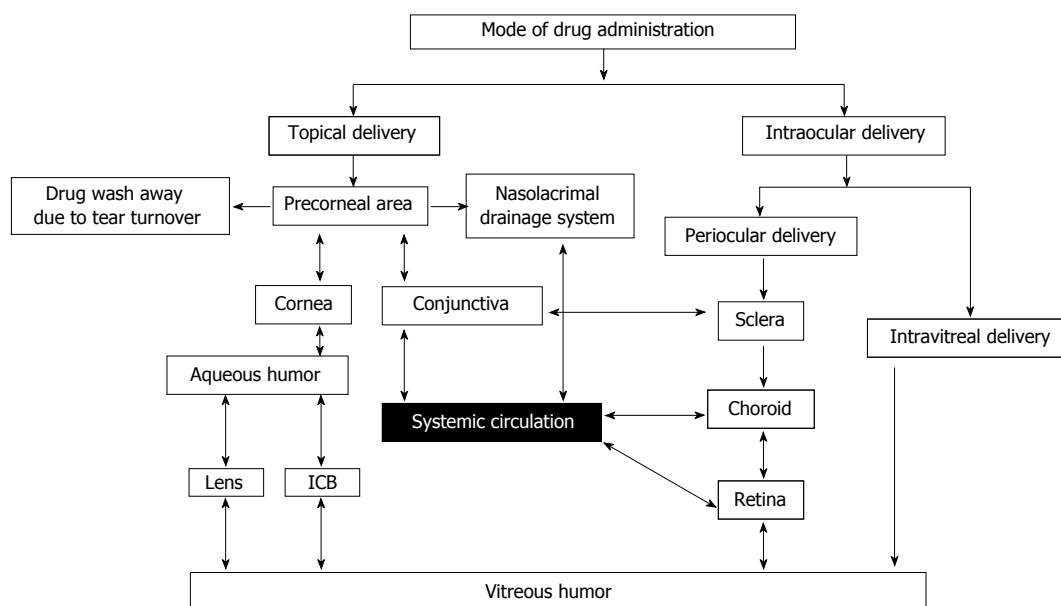 Mode of drug administration
Topical delivery
Intraocular delivery
Drug wash away
due to tear turnover
Precorneal area
Nasolacrimal
drainage system
Periocular delivery
Cornea
Conjunctiva
Sclera
Intravitreal delivery
Aqueous humor
Systemic circulation
Choroid
Lens
ICB
Retina
Vitreous humor